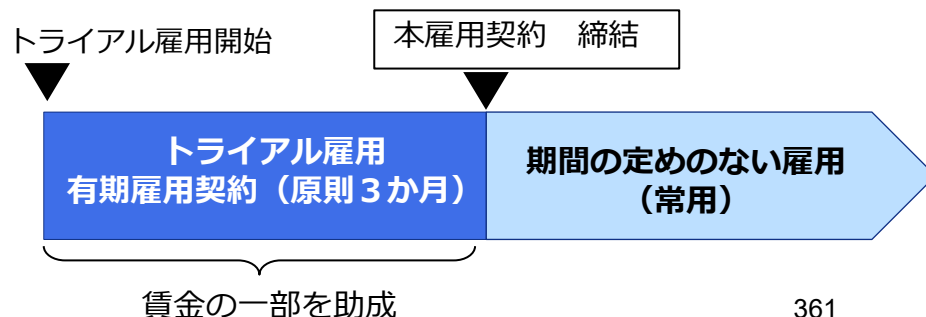 トライアル雇用開始
本雇用契約　締結
トライアル雇用
有期雇用契約（原則３か月）
期間の定めのない雇用
（常用）
賃金の一部を助成
361